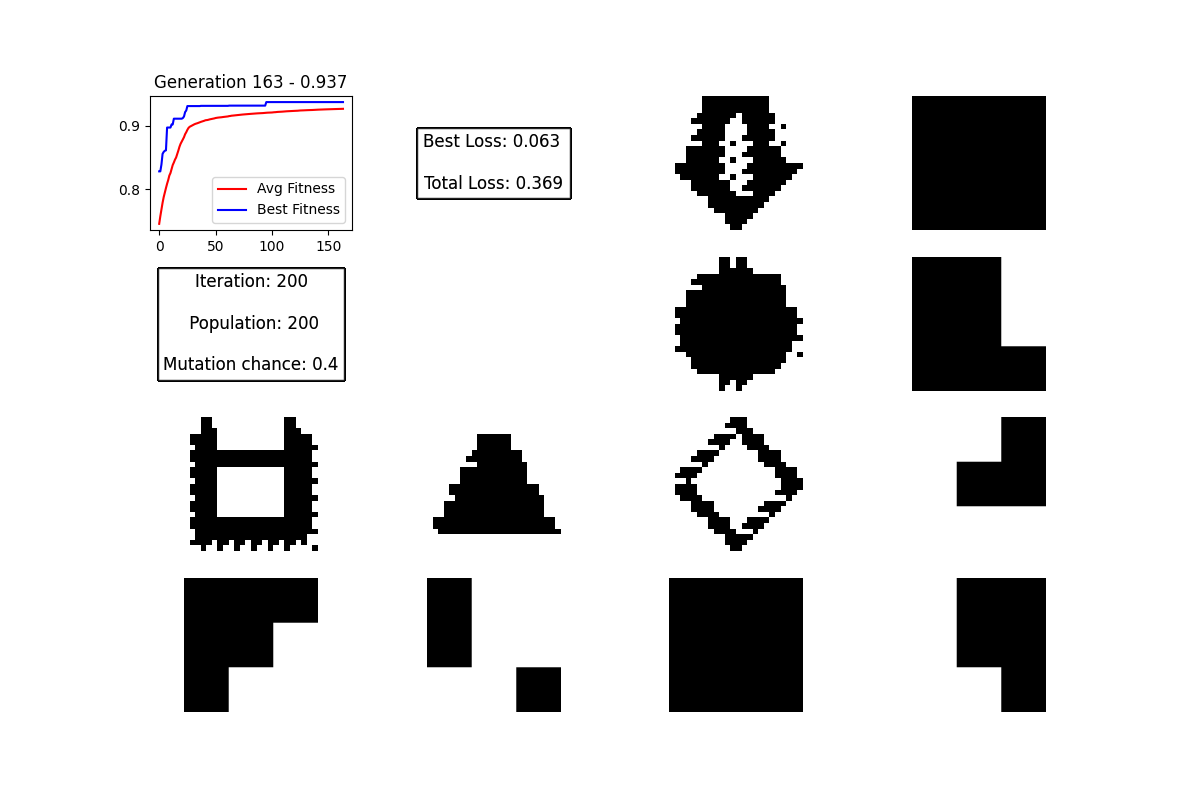 Generation 163 - 0.937
0.9
0.8
Avg Fitness
Best Fitness
0 50 100 150
Best Loss: 0.063
Total Loss: 0.369
Iteration: 200
Population: 200
Mutation chance: 0.4